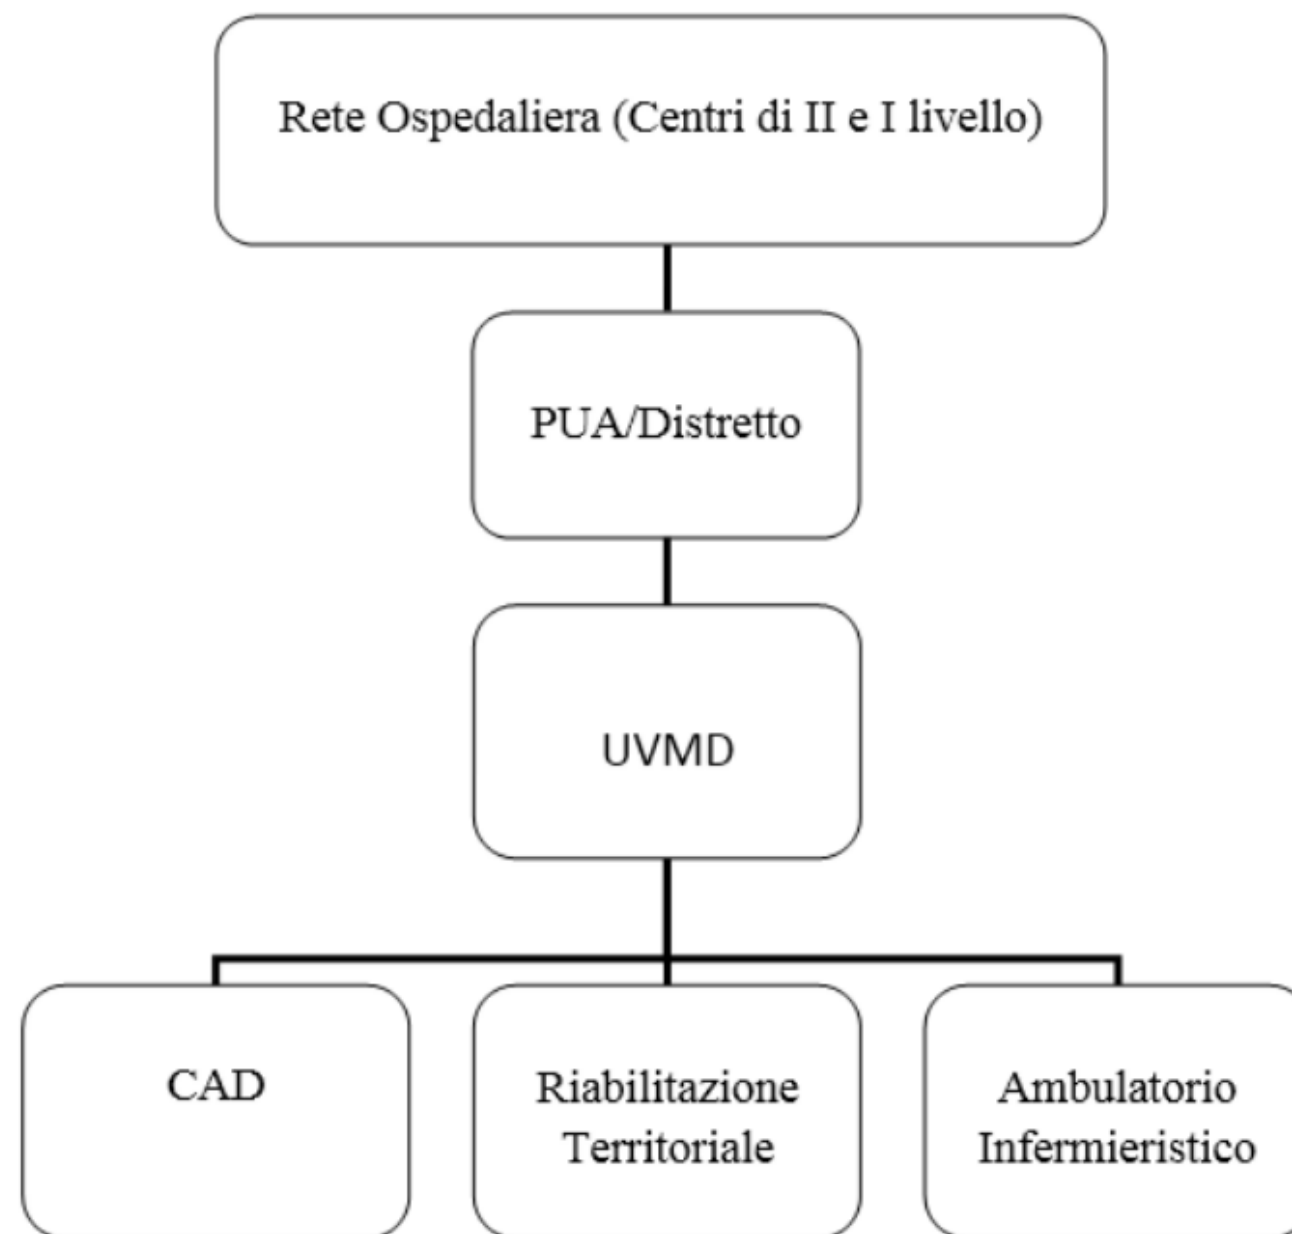 Rete Ospedaliera (Centri di II e I livello)
PUA/Distretto
UVMD
CAD
Riabilitazione
Territoriale
Ambulatorio
Infermieristico